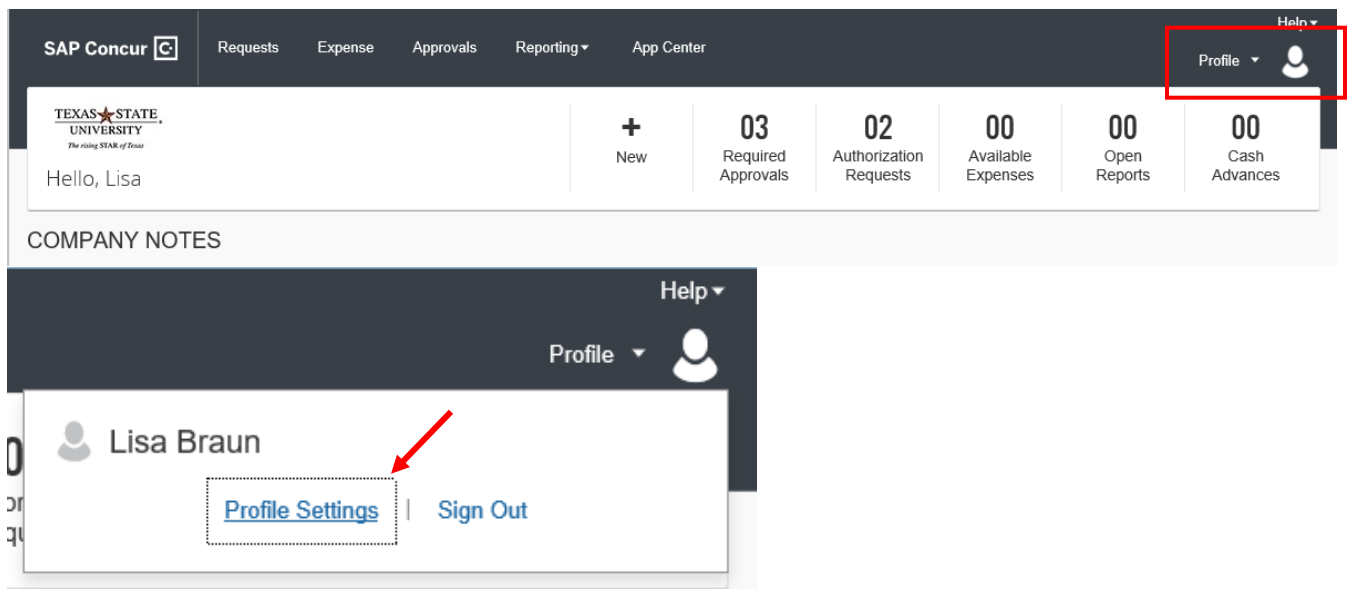 Help
SAP Concur C
Requests
Expense
Approvals
Reporting
App Center
Profile
TEXAS STATE
UNIVERSITY
The rising STAR of Texas
Hello, Lisa
+
New
03
Required
Approvals
02
Authorization
Requests
00
Available
Expenses
00
Open
Reports
00
Cash
Advances
COMPANY NOTES
Help
Profile
Lisa Braun
Profile Settings | Sign Out